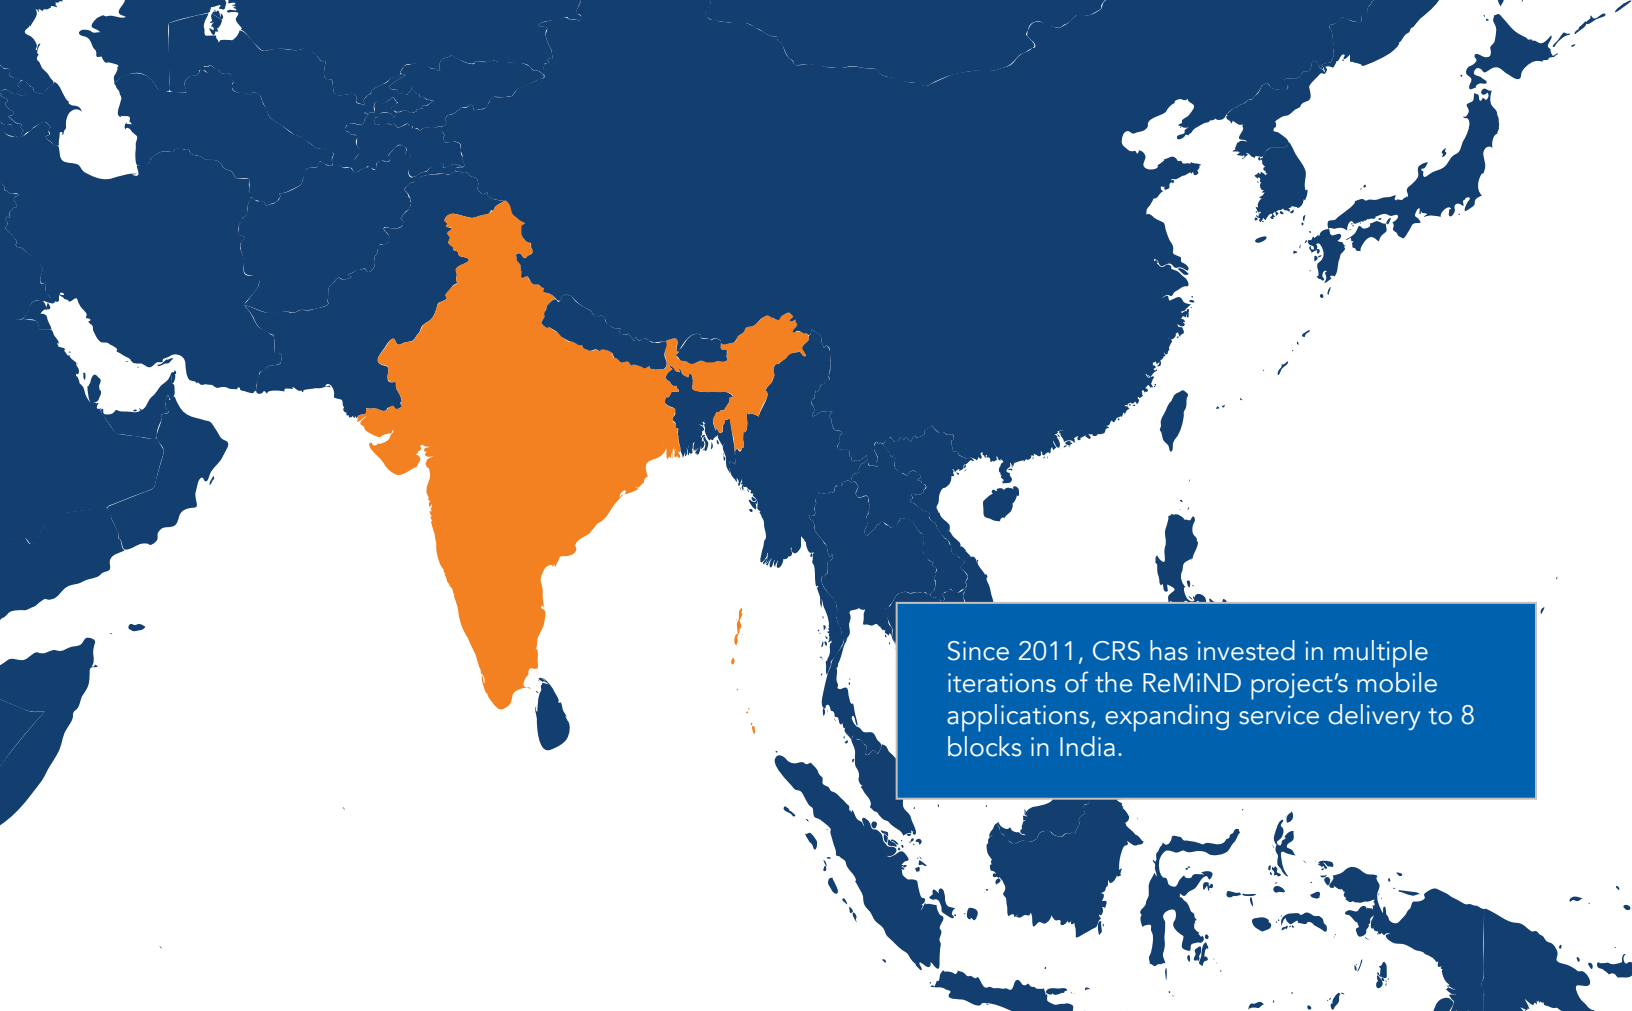 Since 2011, CRS has invested in multiple
iterations of the ReMiND project’s mobile
applications, expanding service delivery to 8
blocks in India.